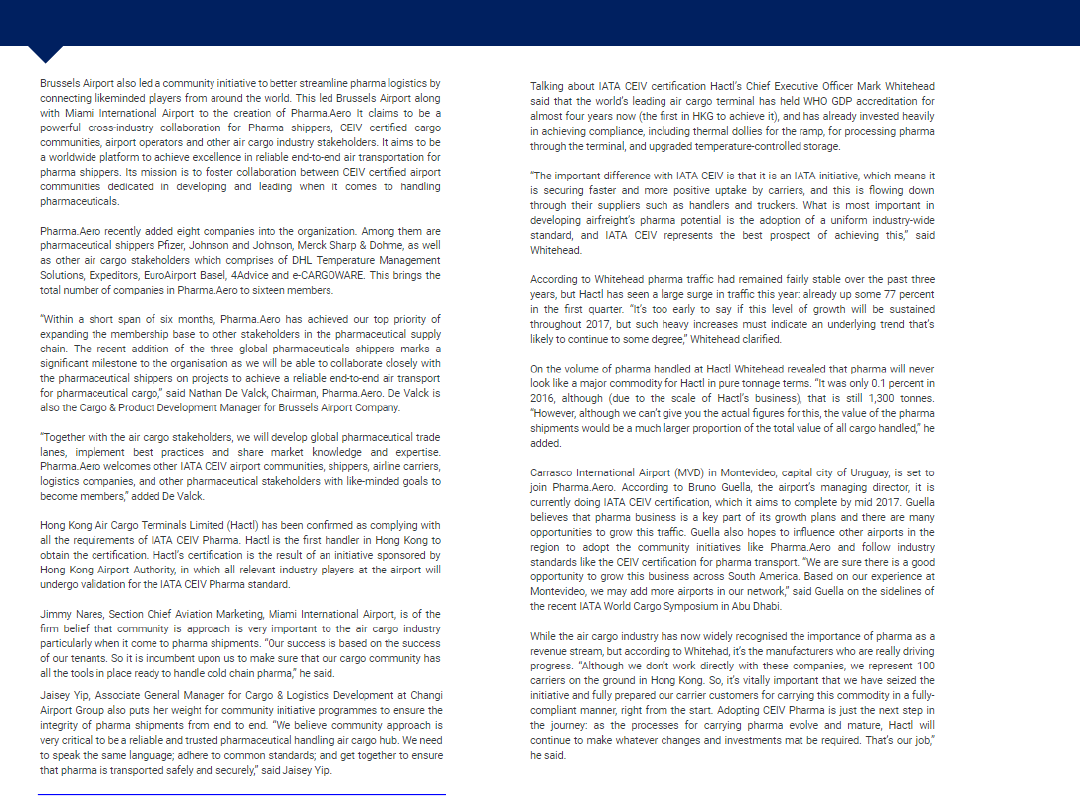 Brussels Airport also led a community initiative to better streamline pharma logistics by
connecting likeminded players from around the world. This led Brussels Airport along
with Miami International Airport to the creation of Pharma.Aero It claims to be a
powerful cross-industry collaboration for Pharma shippers, CEIV certified cargo
communities, airport operators and other air cargo industry stakeholders. It aims to be
a worldwide platform to achieve excellence in reliable end-to-end air transportation for
pharma shippers. Its mission is to foster collaboration between CEIV certified airport
communities dedicated in developing and leading when it comes to handling
pharmaceuticals.
Pharma.Aero recently added eight companies into the organization. Among them are
pharmaceutical shippers Pfizer, Johnson and Johnson, Merck Sharp & Dohme, as well
as other air cargo stakeholders which comprises of DHL Temperature Management
Solutions, Expeditors, EuroAirport Basel, 4Advice and e-CARGOWARE. This brings the
total number of companies in Pharma.Aero to sixteen members.
“Within a short span of six months, Pharma.Aero has achieved our top priority of
expanding the membership base to other stakeholders in the pharmaceutical supply
chain. The recent addition of the three global pharmaceuticals shippers marks a
significant milestone to the organisation as we will be able to collaborate closely with
the pharmaceutical shippers on projects to achieve a reliable end-to-end air transport
for pharmaceutical cargo,” said Nathan De Valck, Chairman, Pharma.Aero. De Valck is
also the Cargo & Product Development Manager for Brussels Airport Company.
“Together with the air cargo stakeholders, we will develop global pharmaceutical trade
lanes, implement best practices and share market knowledge and expertise.
Pharma.Aero welcomes other IATA CEIV airport communities, shippers, airline carriers,
logistics companies, and other pharmaceutical stakeholders with like-minded goals to
become members,” added De Valck.
Hong Kong Air Cargo Terminals Limited (Hactl) has been confirmed as complying with
all the requirements of IATA CEIV Pharma. Hactl is the first handler in Hong Kong to
obtain the certification. Hactl’s certification is the result of an initiative sponsored by
Hong Kong Airport Authority, in which all relevant industry players at the airport will
undergo validation for the IATA CEIV Pharma standard.
Jimmy Nares, Section Chief Aviation Marketing, Miami International Airport, is of the
firm belief that community is approach is very important to the air cargo industry
particularly when it come to pharma shipments. “Our success is based on the success
of our tenants. So it is incumbent upon us to make sure that our cargo community has
all the tools in place ready to handle cold chain pharma,” he said.
Jaisey Yip, Associate General Manager for Cargo & Logistics Development at Changi
Airport Group also puts her weight for community initiative programmes to ensure the
integrity of pharma shipments from end to end. “We believe community approach is
very critical to be a reliable and trusted pharmaceutical handling air cargo hub. We need
to speak the same language; adhere to common standards; and get together to ensure
that pharma is transported safely and securely,” said Jaisey Yip.
Talking about IATA CEIV certification Hactl’s Chief Executive Officer Mark Whitehead
said that the world’s leading air cargo terminal has held WHO GDP accreditation for
almost four years now (the first in HKG to achieve it), and has already invested heavily
in achieving compliance, including thermal dollies for the ramp, for processing pharma
through the terminal, and upgraded temperature-controlled storage.
“The important difference with IATA CEIV is that it is an IATA initiative, which means it
is securing faster and more positive uptake by carriers, and this is flowing down
through their suppliers such as handlers and truckers. What is most important in
developing airfreight’s pharma potential is the adoption of a uniform industry-wide
standard, and IATA CEIV represents the best prospect of achieving this,” said
Whitehead.
According to Whitehead pharma traffic had remained fairly stable over the past three
years, but Hactl has seen a large surge in traffic this year: already up some 77 percent
in the first quarter. “It’s too early to say if this level of growth will be sustained
throughout 2017, but such heavy increases must indicate an underlying trend that’s
likely to continue to some degree,” Whitehead clarified.
On the volume of pharma handled at Hactl Whitehead revealed that pharma will never
look like a major commodity for Hactl in pure tonnage terms. “It was only 0.1 percent in
2016, although (due to the scale of Hactl’s business), that is still 1,300 tonnes.
“However, although we can’t give you the actual figures for this, the value of the pharma
shipments would be a much larger proportion of the total value of all cargo handled,” he
added.
Carrasco International Airport (MVD) in Montevideo, capital city of Uruguay, is set to
join Pharma.Aero. According to Bruno Guella, the airport’s managing director, it is
currently doing IATA CEIV certification, which it aims to complete by mid 2017. Guella
believes that pharma business is a key part of its growth plans and there are many
opportunities to grow this traffic. Guella also hopes to influence other airports in the
region to adopt the community initiatives like Pharma.Aero and follow industry
standards like the CEIV certification for pharma transport. “We are sure there is a good
opportunity to grow this business across South America. Based on our experience at
Montevideo, we may add more airports in our network,” said Guella on the sidelines of
the recent IATA World Cargo Symposium in Abu Dhabi.
While the air cargo industry has now widely recognised the importance of pharma as a
revenue stream, but according to Whitehad, it’s the manufacturers who are really driving
progress. “Although we don’t work directly with these companies, we represent 100
carriers on the ground in Hong Kong. So, it’s vitally important that we have seized the
initiative and fully prepared our carrier customers for carrying this commodity in a fully-
compliant manner, right from the start. Adopting CEIV Pharma is just the next step in
the journey: as the processes for carrying pharma evolve and mature, Hactl will
continue to make whatever changes and investments mat be required. That’s our job,”
he said.